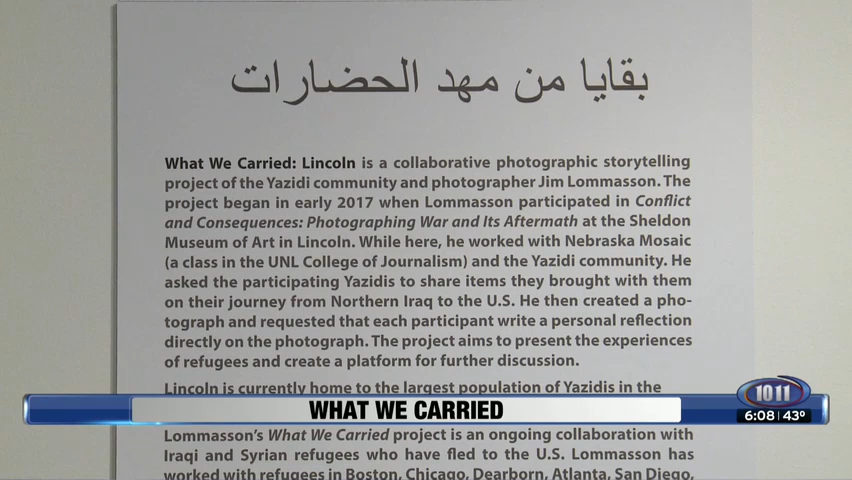 بقايا من مهد الحضارات
What We Carried: Lincoln is a collaborative photographic storytelling
project of the Yazidi community and photographer Jim Lommasson. The
project began in early 2017 when Lommasson participated in Conflict
and Consequences: Photographing War and Its Aftermath at the Sheldon
Museum of Art in Lincoln. While here, he worked with Nebraska Mosaic
(a class in the UNL College of Journalism) and the Yazidi community. He
asked the participating Yazidis to share items they brought with them
on their journey from Northern Iraq to the U.S. He then created a pho-
tograph and requested that each participant write a personal reflection
directly on the photograph. The project aims to present the experiences
of refugees and create a platform for further discussion.
Lincoln is currently home to the largest population of Yazidis in the
WHAT WE CARRIED
1011
6:08 43º
Lommasson's What We Carried project is an ongoing collaboration with
Iraqi and Syrian refugees who have fled to the U.S. Lommasson has
worked with refugees in Boston, Chicago, Dearborn, Atlanta, San Diego,